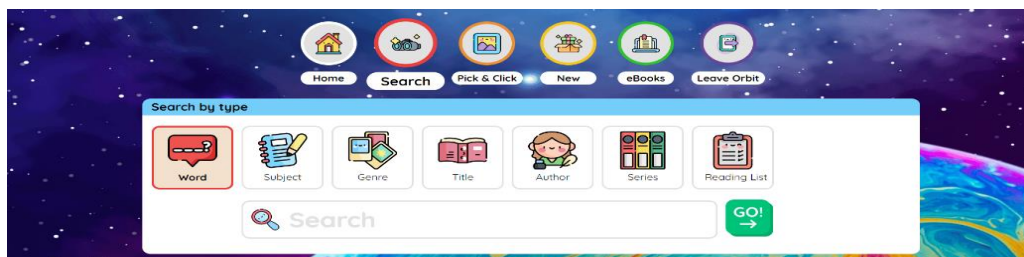 Home Search Pick & Click New eBooks Leave Orbit
Search by type
---?
Word Subject Genre Title Author Series Reading List
Search GO!